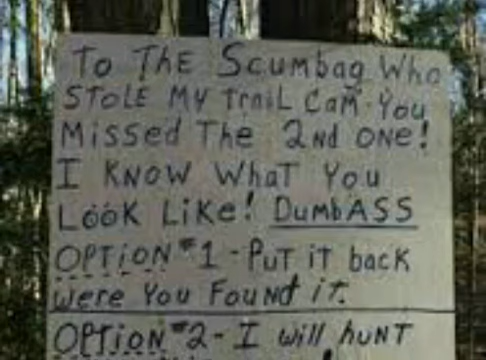 To ThE Scumbag Who
STOLE MY TraiL Cam-You
Missed The 2nd ONe!
I KNOW WhaT You
LOOK LiKe! DumbASS
OPTiON #1-PuT iT back
Were You FouNd iT.
OPTiON #2-I will huNT